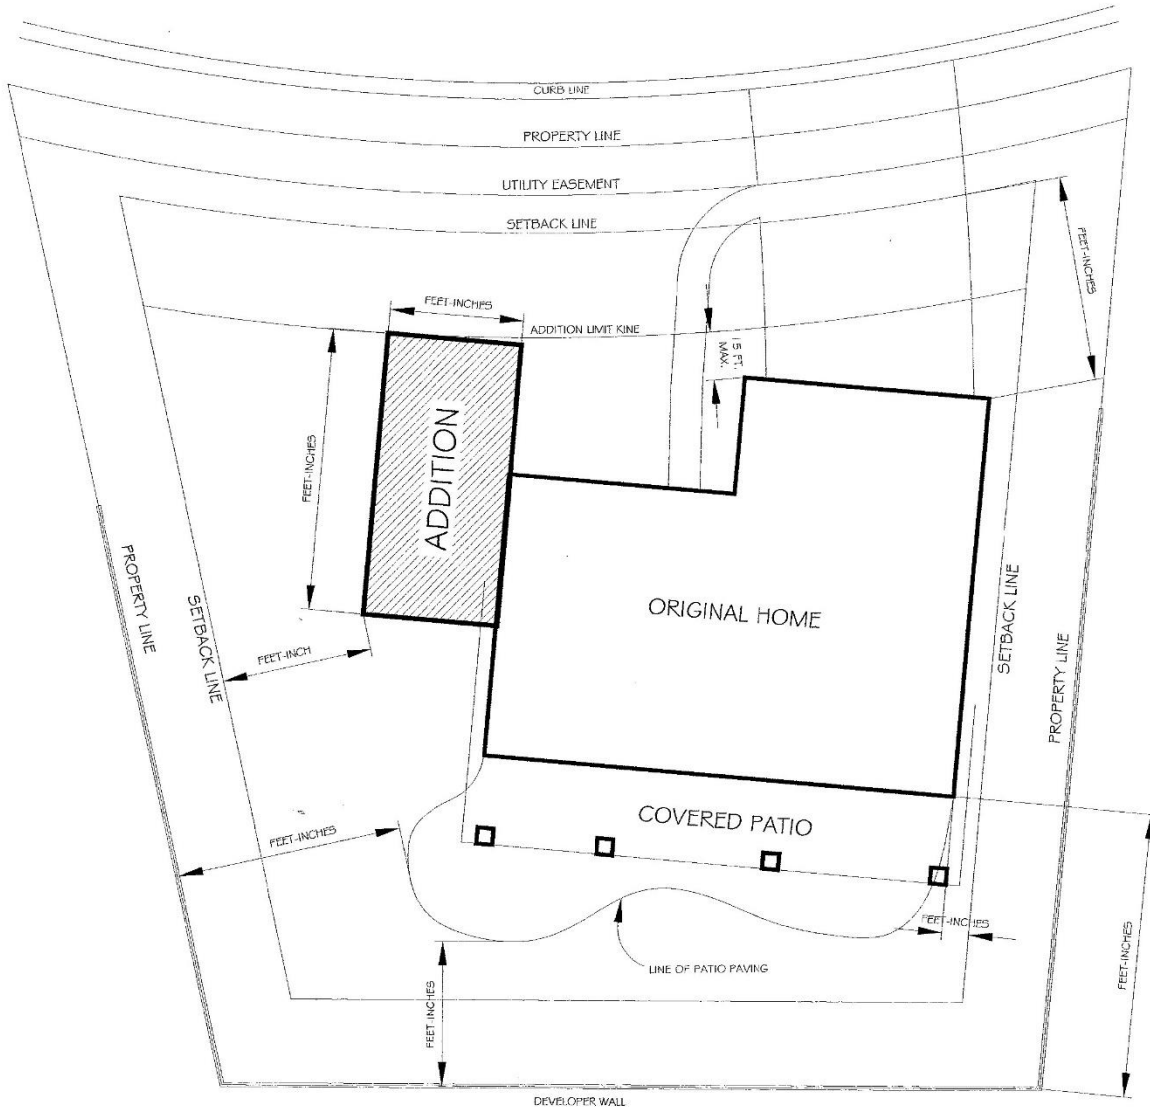 CURB LINE
PROPERTY LINE
UTILITY EASEMENT
SETBACK LINE
FEET-INCHES
FEET-INCHES
ADDITION LIMIT KINE
15 FT.
MAX.
FEET-INCHES
ADDITION
PROPERTY LINE
SETBACK LINE
ORIGINAL HOME
SETBACK LINE
PROPERTY LINE
FEET-INCH
COVERED PATIO
FEET-INCHES
FEET-INCHES
LINE OF PATIO PAVING
FEET-INCHES
FEET-INCHES
DEVELOPER WALL